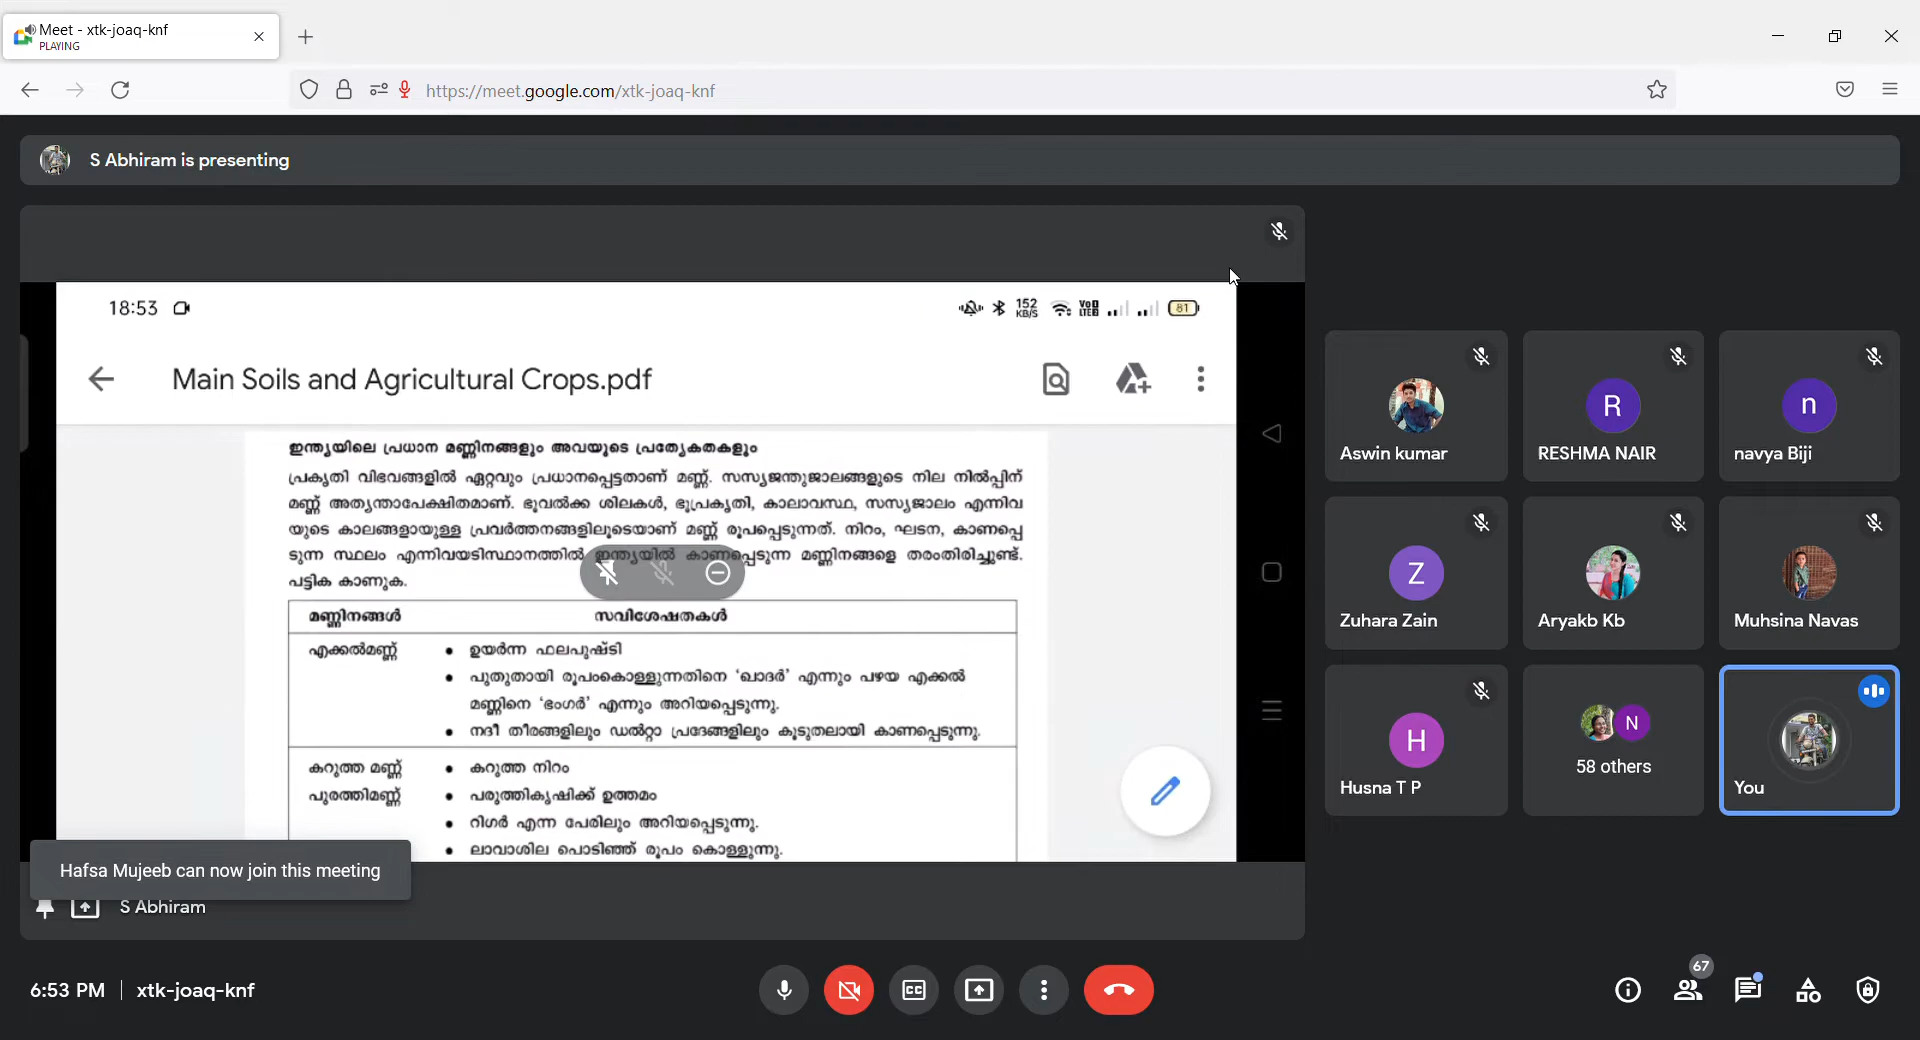 Meet - xtk-joaq-knf
PLAYING
https://meet.google.com/xtk-joaq-knf
S Abhiram is presenting
18:53
152 KB/S
Vo) LTE2
81
Main Soils and Agricultural Crops.pdf
ഇന്ത്യയിലെ പ്രധാന മണ്ണിനങ്ങളും അവയുടെ പ്രത്യേകതകളും
പ്രകൃതി വിഭവങ്ങളിൽ ഏറ്റവും പ്രധാനപ്പെട്ടതാണ് മണ്ണ്. സസ്യജന്തുജാലങ്ങളുടെ നില നിൽപ്പിന്
മണ്ണ് അത്യന്താപേക്ഷിതമാണ്. ഭൂവൽക്ക ശിലകൾ, ഭൂപ്രകൃതി, കാലാവസ്ഥ, സസ്യജാലം എന്നിവ
യുടെ കാലങ്ങളായുള്ള പ്രവർത്തനങ്ങളിലൂടെയാണ് മണ്ണ് രൂപപ്പെടുന്നത്. നിറം, ഘടന, കാണപ്പെ
ടുന്ന സ്ഥലം എന്നിവയടിസ്ഥാനത്തിൽ ഇന്ത്യയിൽ കാണപ്പെടുന്ന മണ്ണിനങ്ങളെ തരംതിരിച്ചുണ്ട്.
പട്ടിക കാണുക.
മണ്ണിനങ്ങൾ സവിശേഷതകൾ
എക്കൽമണ്ണ് • ഉയർന്ന ഫലപുഷ്ടി
• പുതുതായി രൂപംകൊള്ളുന്നതിനെ ‘ഖാദർ’ എന്നും പഴയ എക്കൽ
മണ്ണിനെ ‘ഭംഗർ’ എന്നും അറിയപ്പെടുന്നു.
• നദീ തീരങ്ങളിലും ഡൽറ്റാ പ്രദേങ്ങളിലും കൂടുതലായി കാണപ്പെടുന്നു.
കറുത്ത മണ്ണ് • കറുത്ത നിറം
പുരത്തിമണ്ണ് • പരുത്തികൃഷിക്ക് ഉത്തമം
• റിഗർ എന്ന പേരിലും അറിയപ്പെടുന്നു.
• ലാവാശില പൊടിഞ്ഞ് രൂപം കൊള്ളുന്നു.
Hafsa Mujeeb can now join this meeting
S Abhiram
Aswin kumar
R
RESHMA NAIR
n
navya Biji
Z
Zuhara Zain
Aryakb Kb
Muhsina Navas
H
Husna T P
N
58 others
You
6:53 PM | xtk-joaq-knf
CC
67